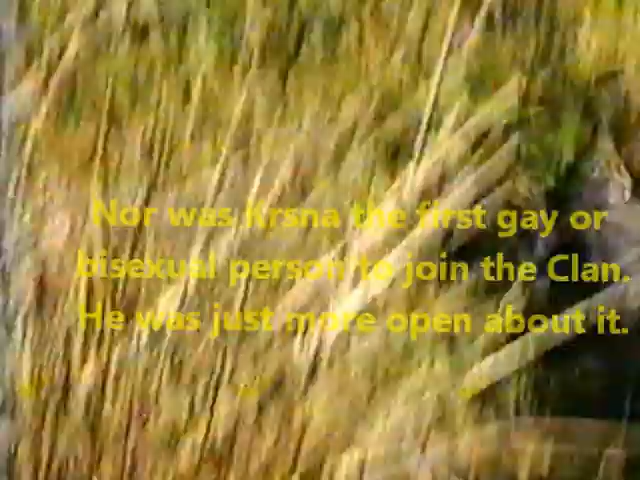 Nor was Krsna the first gay or
bisexual person to join the Clan.
He was just more open about it.